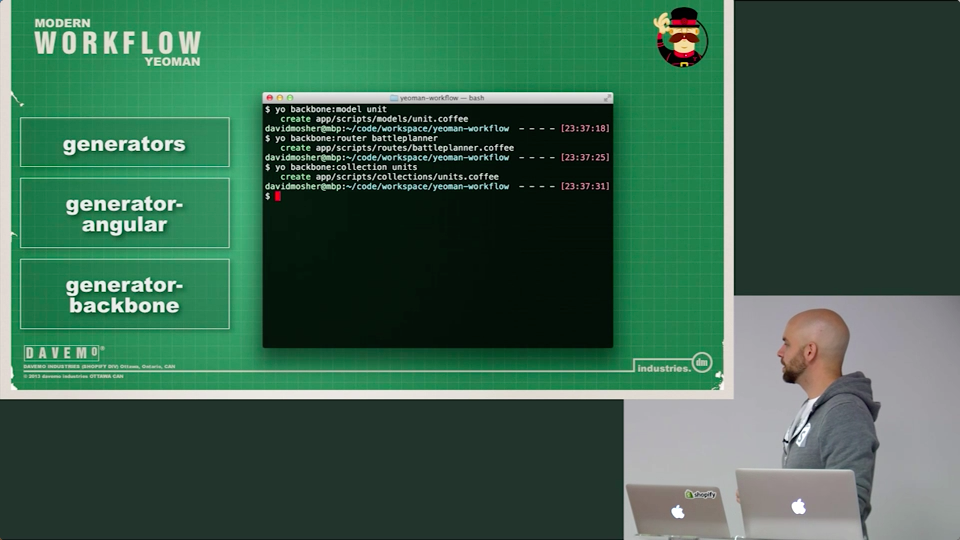 MODERN
WORKFLOW
YEOMAN
generators
generator-
angular
generator-
backbone
yeoman-workflow — bash
$ yo backbone:model unit
create app/scripts/models/unit.coffee
davidmosher@mbp:~/code/workspace/yeoman-workflow – – – – [23:37:18]
$ yo backbone:router battleplanner
create app/scripts/routes/battleplanner.coffee
davidmosher@mbp:~/code/workspace/yeoman-workflow – – – – [23:37:25]
$ yo backbone:collection units
create app/scripts/collections/units.coffee
davidmosher@mbp:~/code/workspace/yeoman-workflow – – – – [23:37:31]
$
DAVEMO®
DAVEMO INDUSTRIES (SHOPIFY DIV) Ottawa, Ontario, CAN
© 2013 davemo industries OTTAWA CAN
industries.
dm
shopify